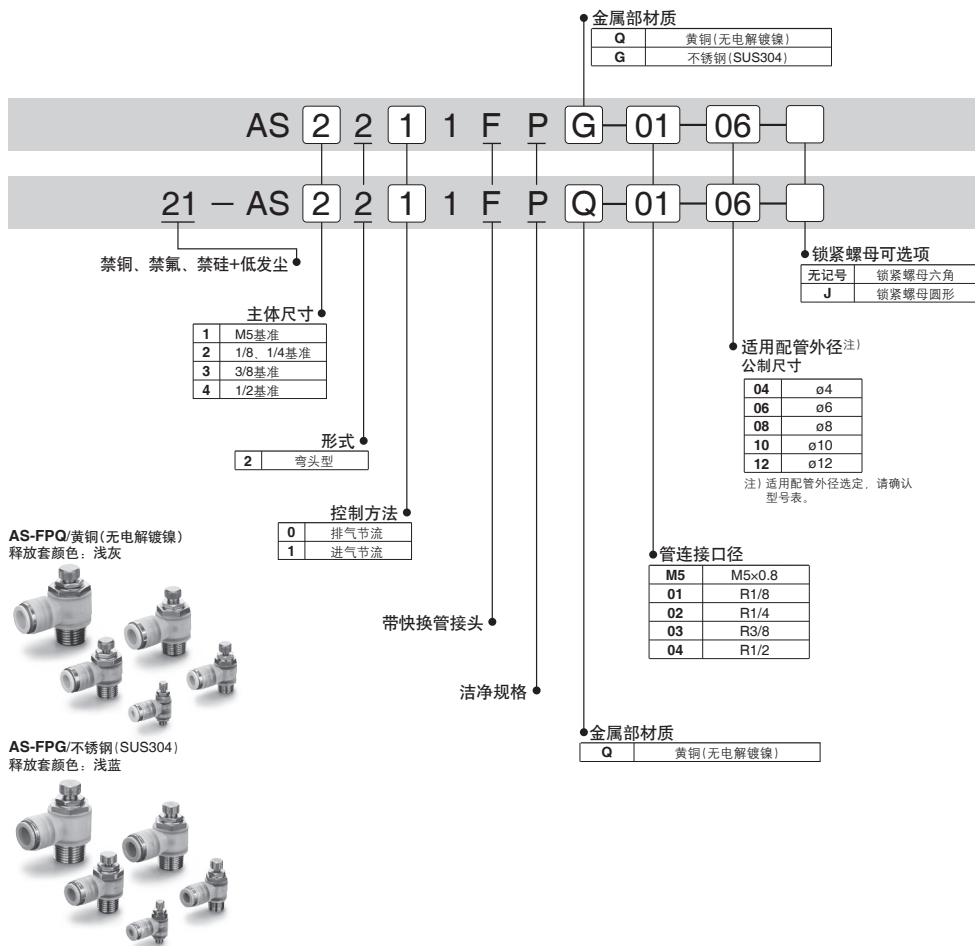 金属部材质
Q 黄铜(无电解镀镍)
G 不锈钢(SUS304)
AS 2 2 1 1 F P G-01-06-
21-AS 2 2 1 1 F P Q-01-06-
禁铜、禁氟、禁硅+低发尘
锁紧螺母可选项
无记号 锁紧螺母六角
J 锁紧螺母圆形
主体尺寸
1 M5基准
2 1/8、1/4基准
3 3/8基准
4 1/2基准
适用配管外径注)
公制尺寸
04 ø4
06 ø6
08 ø8
10 ø10
12 ø12
注) 适用配管外径选定, 请确认
型号表。
形式
2 弯头型
控制方法
0 排气节流
1 进气节流
管连接口径
M5 M5×0.8
01 R1/8
02 R1/4
03 R3/8
04 R1/2
带快换管接头
洁净规格
金属部材质
Q 黄铜(无电解镀镍)
AS-FPQ/黄铜(无电解镀镍)
释放套颜色：浅灰
AS-FPG/不锈钢(SUS304)
释放套颜色：浅蓝